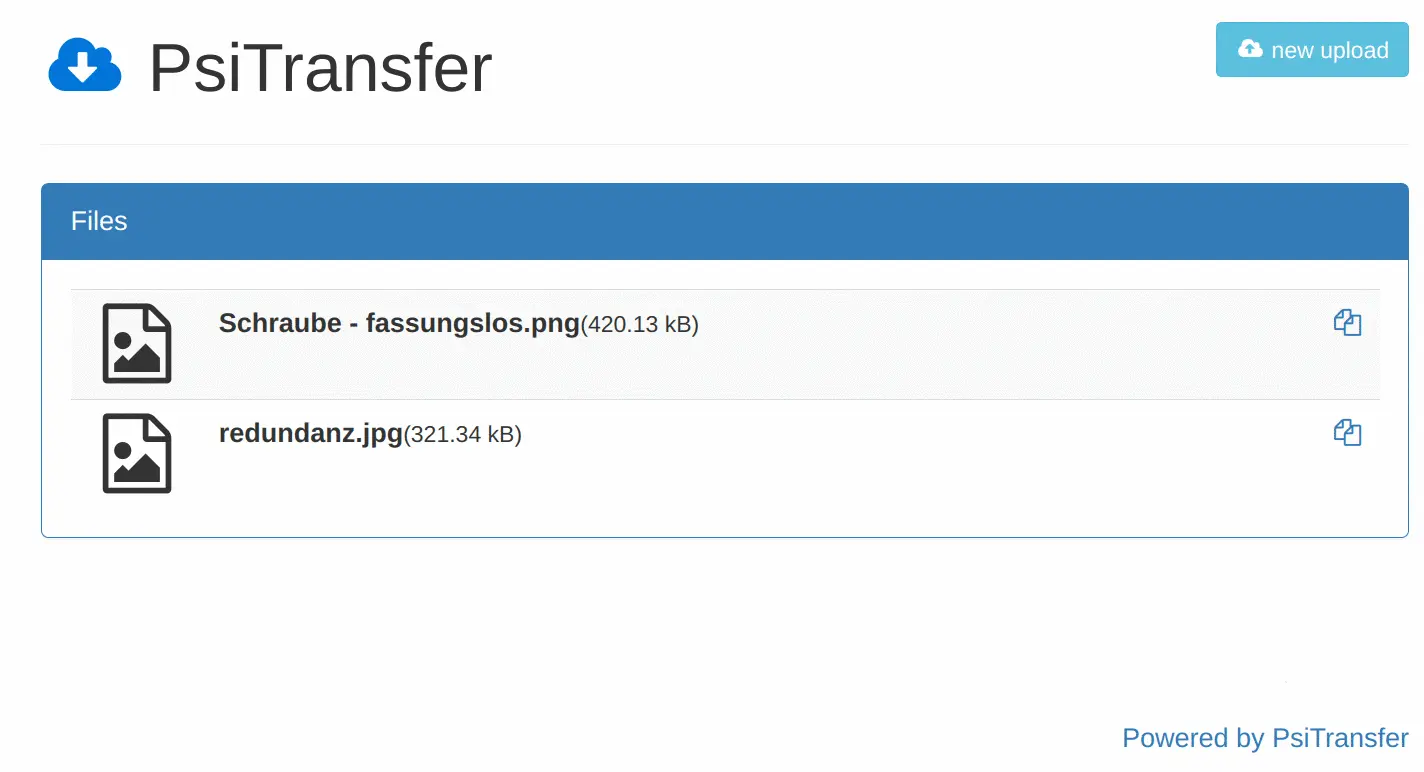 PsiTransfer
new upload
Files
Schraube - fassungslos.png(420.13 kB)
redundanz.jpg(321.34 kB)
Powered by PsiTransfer